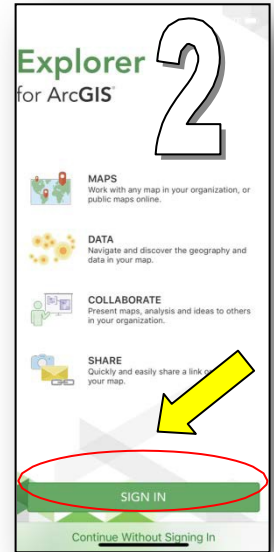 Explorer
for ArcGIS
2
MAPS
Work with any map in your organization, or
public maps online.
DATA
Navigate and discover the geography and
data in your map.
COLLABORATE
Present maps, analysis and ideas to others
in your organization.
SHARE
Quickly and easily share a link
your map.
SIGN IN
Continue Without Signing In